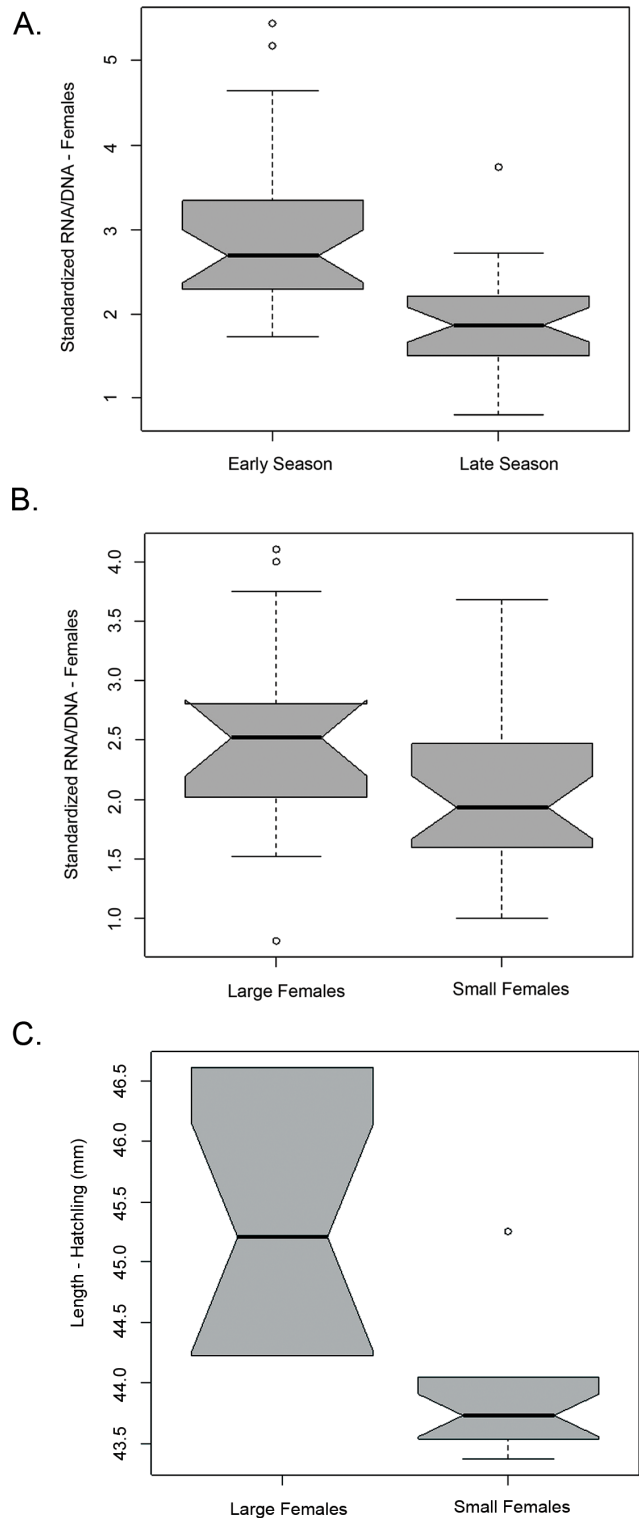 A.
Standardized RNA/DNA - Females
5
4
3
2
1
Early Season
Late Season
B.
Standardized RNA/DNA - Females
4.0
3.5
3.0
2.5
2.0
1.5
1.0
Large Females
Small Females
C.
Length - Hatchling (mm)
46.5
46.0
45.5
45.0
44.5
44.0
43.5
Large Females
Small Females